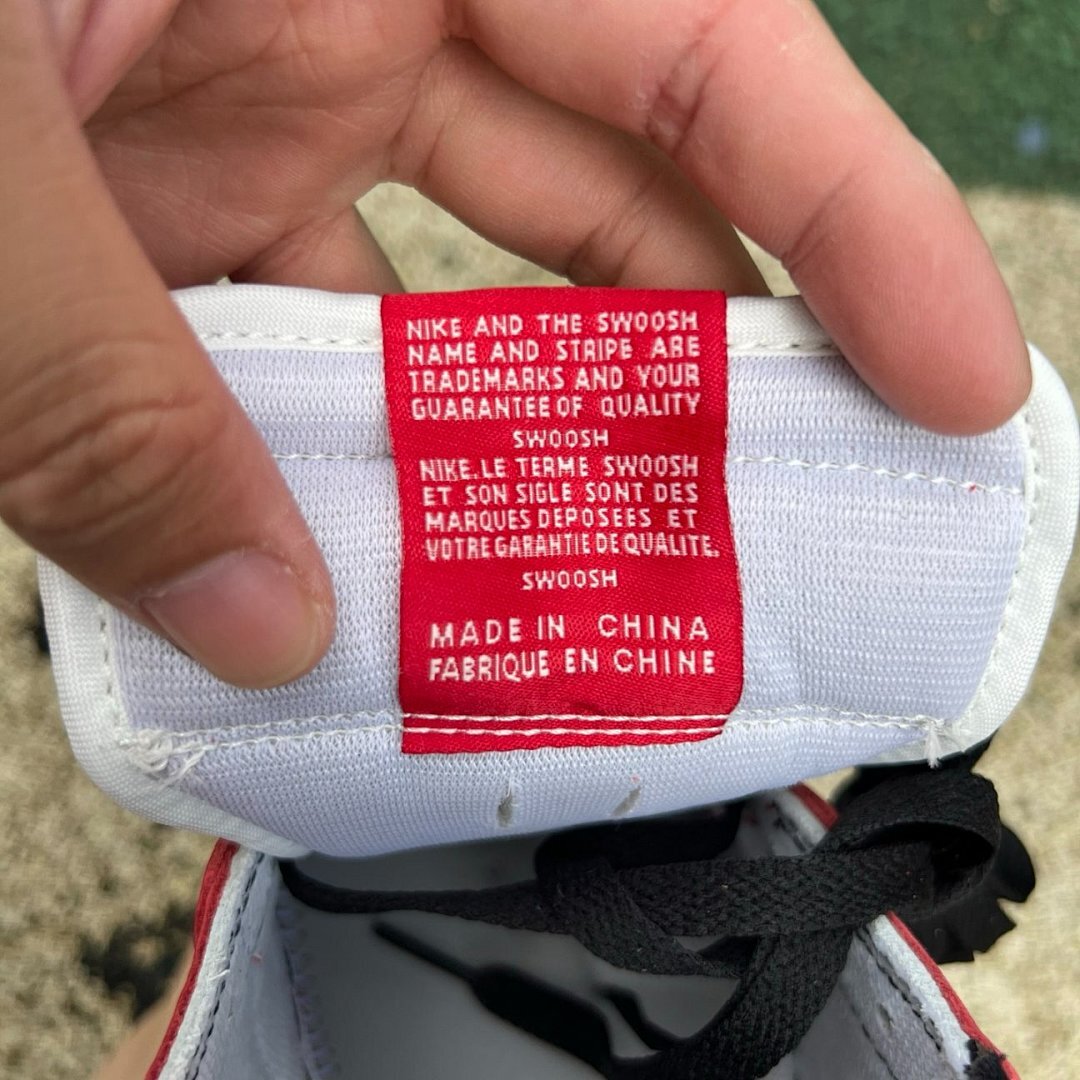 NIKE AND THE SWOOSH
NAME AND STRIPE ARE
TRADEMARKS AND YOUR
GUARANTEE OF QUALITY
SWOOSH
NIKE.LE TERME SWOOSH
ET SON SIGLE SONT DES
MARQUES DEPOSEES ET
VOTRE GARANTIE DE QUALITE.
SWOOSH
MADE IN CHINA
FABRIQUE EN CHINE